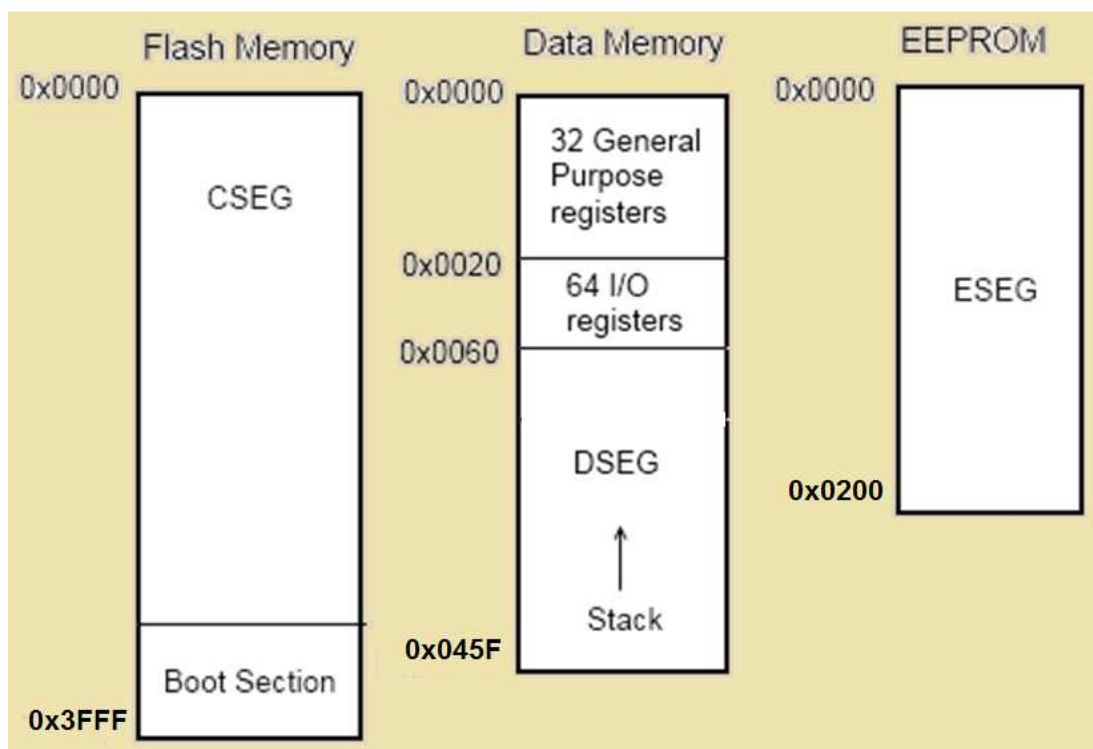 Flash Memory
0x0000
CSEG
Boot Section
0x3FFF
Data Memory
0x0000
32 General
Purpose
registers
0x0020
64 I/O
registers
0x0060
DSEG
Stack
0x045F
EEPROM
0x0000
ESEG
0x0200